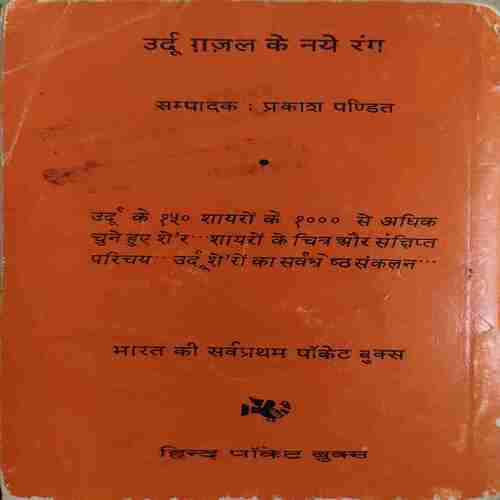 उर्दू ग़ज़ल के नये रंग
सम्पादक : प्रकाश पण्डित
उर्दू के १५० शायरों के १००० से अधिक
चुने हुए शे'र... शायरों के चित्र और संक्षिप्त
परिचय... उर्दू शे'रों का सर्वश्रेष्ठ संकलन...
भारत की सर्वप्रथम पॉकेट बुक्स
हिन्द पॉकेट बुक्स